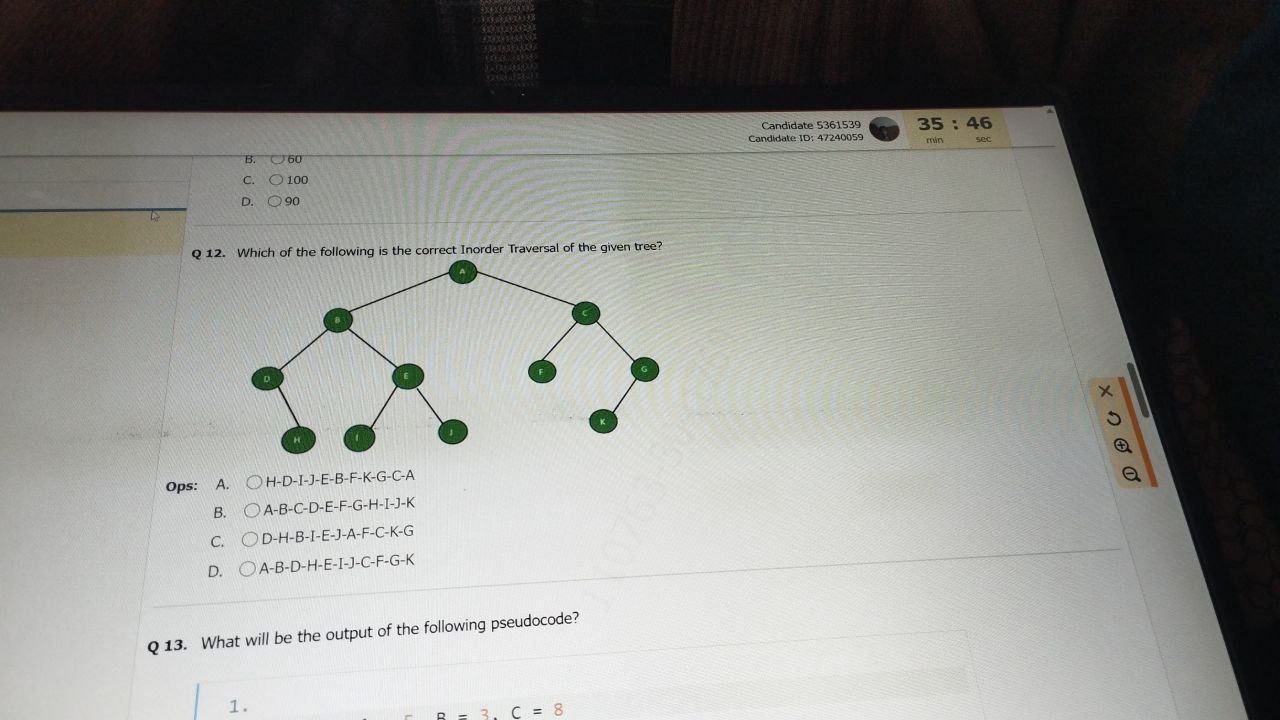 Candidate 5361539
Candidate ID: 47240059
35 : 46
min sec
B. 60
C. 100
D. 90
Q 12. Which of the following is the correct Inorder Traversal of the given tree?
A
B
C
D
E
F
G
H
I
J
K
Ops: A. H-D-I-J-E-B-F-K-G-C-A
B. A-B-C-D-E-F-G-H-I-J-K
C. D-H-B-I-E-J-A-F-C-K-G
D. A-B-D-H-E-I-J-C-F-G-K
Q 13. What will be the output of the following pseudocode?
1.
B = 3, C = 8